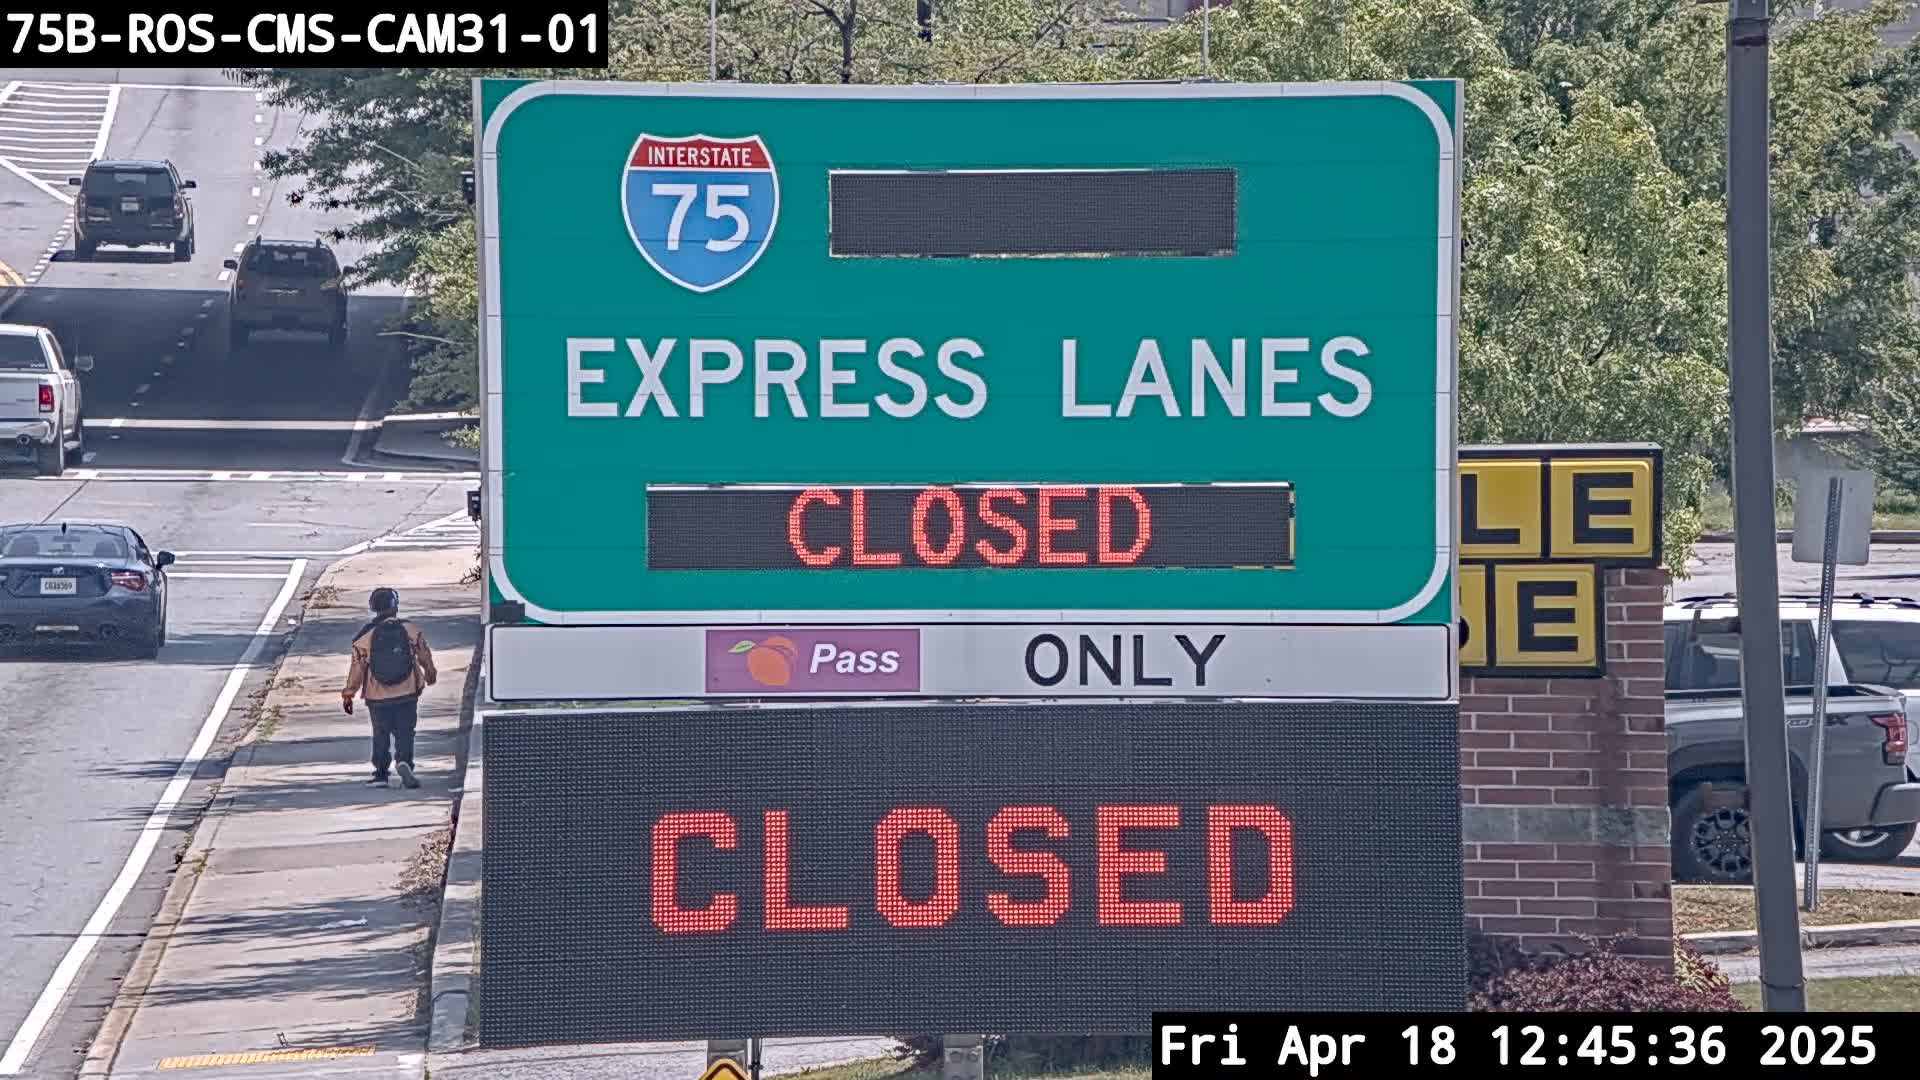 75B-ROS-CMS-CAM31-01
INTERSTATE
75
EXPRESS LANES
CLOSED
LE
E
Pass ONLY
CLOSED
Fri Apr 18 12:45:36 2025